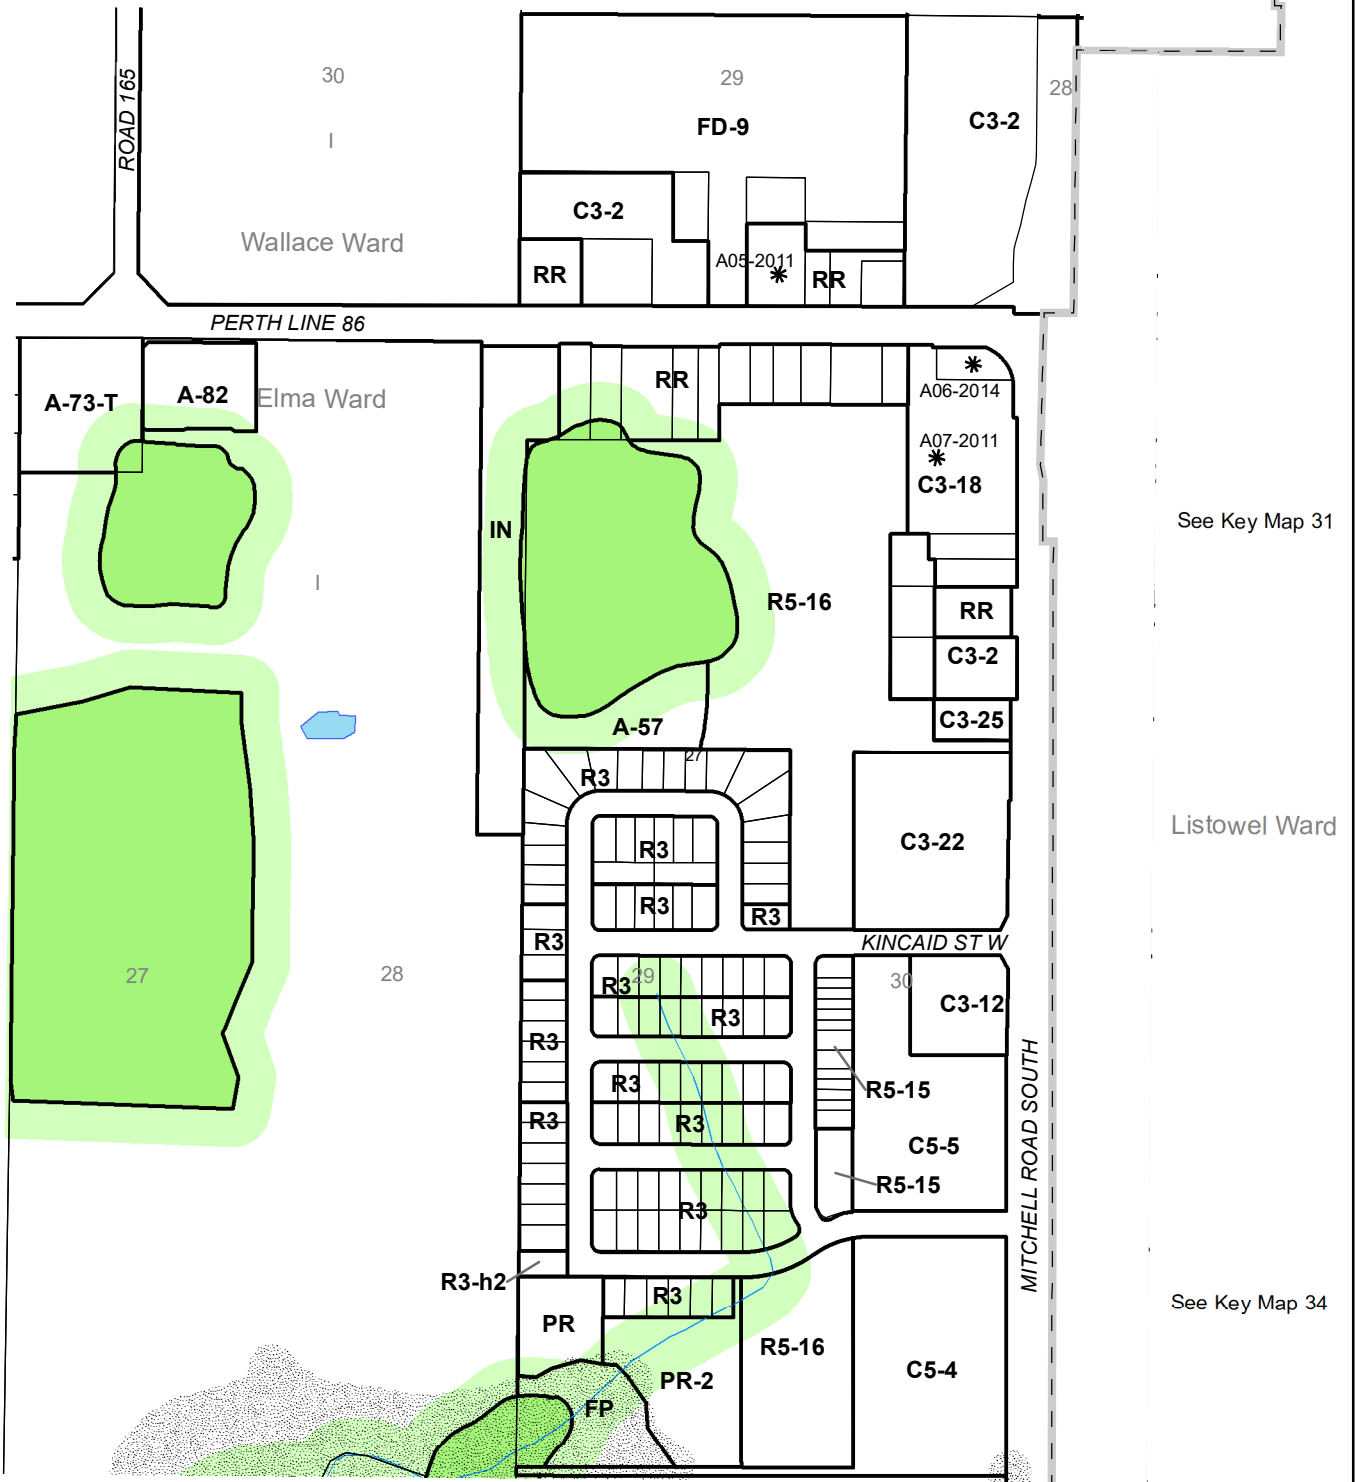 ROAD 165
30
I
29
28
FD-9
C3-2
C3-2
Wallace Ward
RR
A05-2011
RR
PERTH LINE 86
A-73-T
A-82
Elma Ward
RR
A06-2014
A07-2011
C3-18
See Key Map 31
IN
I
R5-16
RR
C3-2
C3-25
A-57
27
R3
R3
C3-22
Listowel Ward
R3
R3
R3
KINCAID ST W
27
28
R3
29
30
C3-12
R3
R3
R3
R5-15
R3
R3
C5-5
R5-15
R3
MITCHELL ROAD SOUTH
R3-h2
R3
See Key Map 34
PR
R5-16
PR-2
C5-4
FP